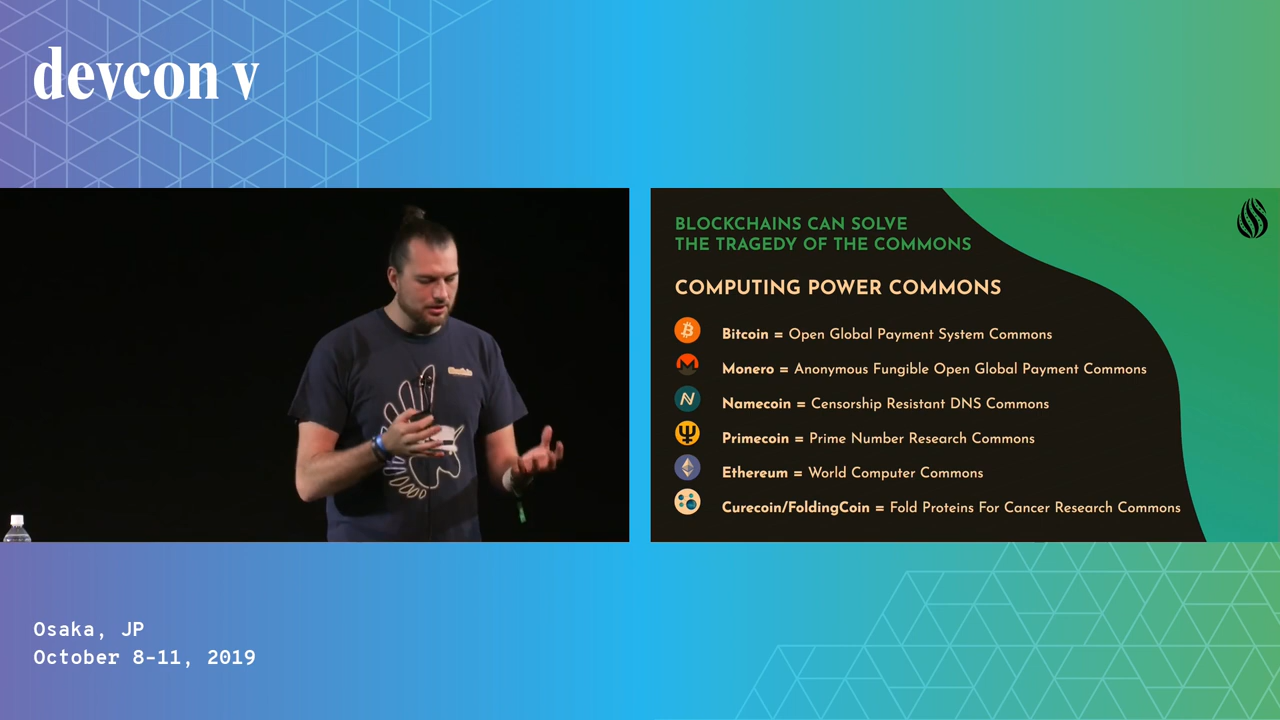 devcon v
BLOCKCHAINS CAN SOLVE
THE TRAGEDY OF THE COMMONS
COMPUTING POWER COMMONS
Bitcoin = Open Global Payment System Commons
Monero = Anonymous Fungible Open Global Payment Commons
Namecoin = Censorship Resistant DNS Commons
Primecoin = Prime Number Research Commons
Ethereum = World Computer Commons
Curecoin/FoldingCoin = Fold Proteins For Cancer Research Commons
Osaka, JP
October 8-11, 2019